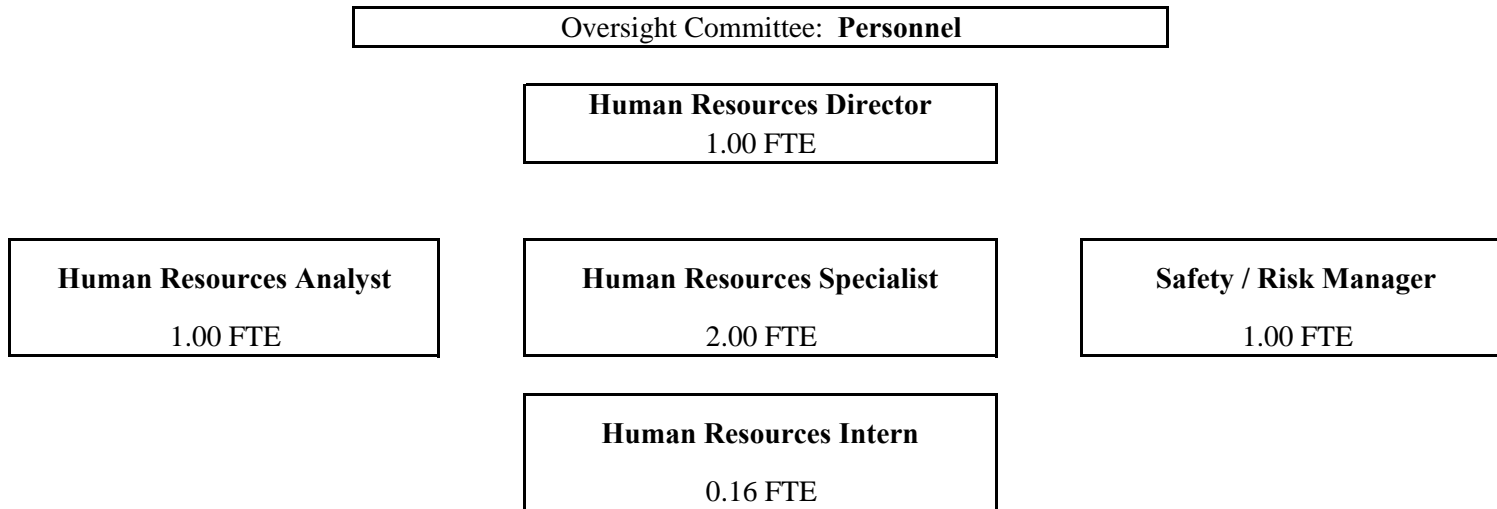 Oversight Committee: Personnel
Human Resources Director
1.00 FTE
Human Resources Analyst
1.00 FTE
Human Resources Specialist
2.00 FTE
Safety / Risk Manager
1.00 FTE
Human Resources Intern
0.16 FTE